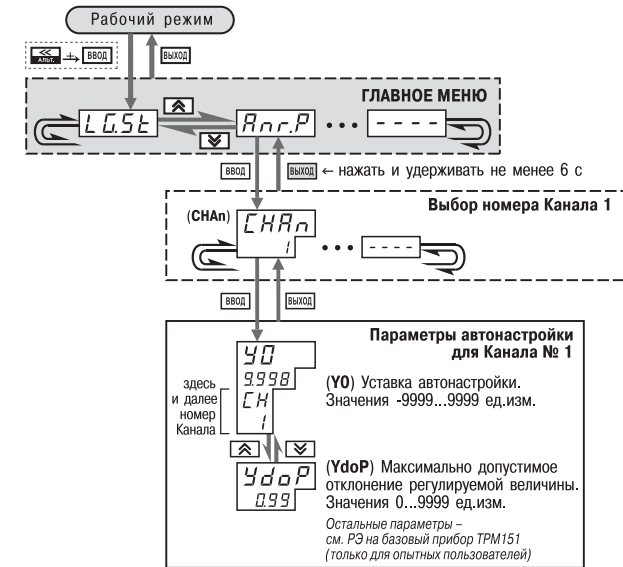 Рабочий режим
≪ АЛЬТ. + ВВОД ВЫХОД
ГЛАВНОЕ МЕНЮ
LG.St Anr.P • • • - - - -
ВВОД ВЫХОД ← нажать и удерживать не менее 6 с
Выбор номера Канала 1
(CHAn) CHAn
1 • • • - - - -
ВВОД ВЫХОД
Параметры автонастройки
для Канала № 1
Y0
9.998
CH
1
здесь
и далее
номер
Канала
(Y0) Уставка автонастройки.
Значения -9999...9999 ед.изм.
YdoP
0.99
(YdoP) Максимально допустимое
отклонение регулируемой величины.
Значения 0...9999 ед.изм.
Остальные параметры –
см. РЭ на базовый прибор ТРМ151
(только для опытных пользователей)